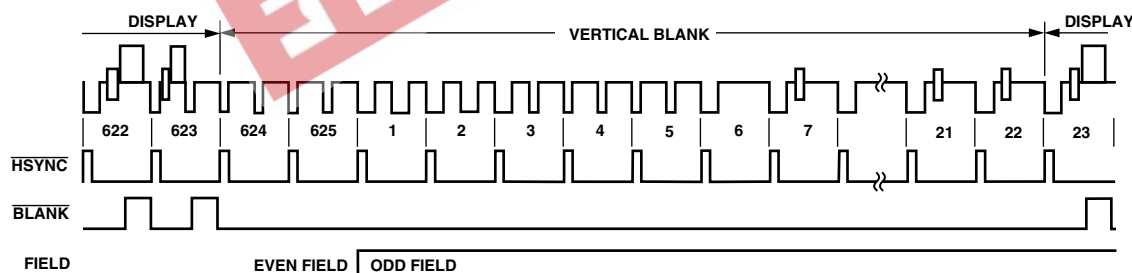 DISPLAY VERTICAL BLANK DISPLAY
622 623 624 625 1 2 3 4 5 6 7 21 22 23
HSYNC
BLANK
FIELD EVEN FIELD ODD FIELD